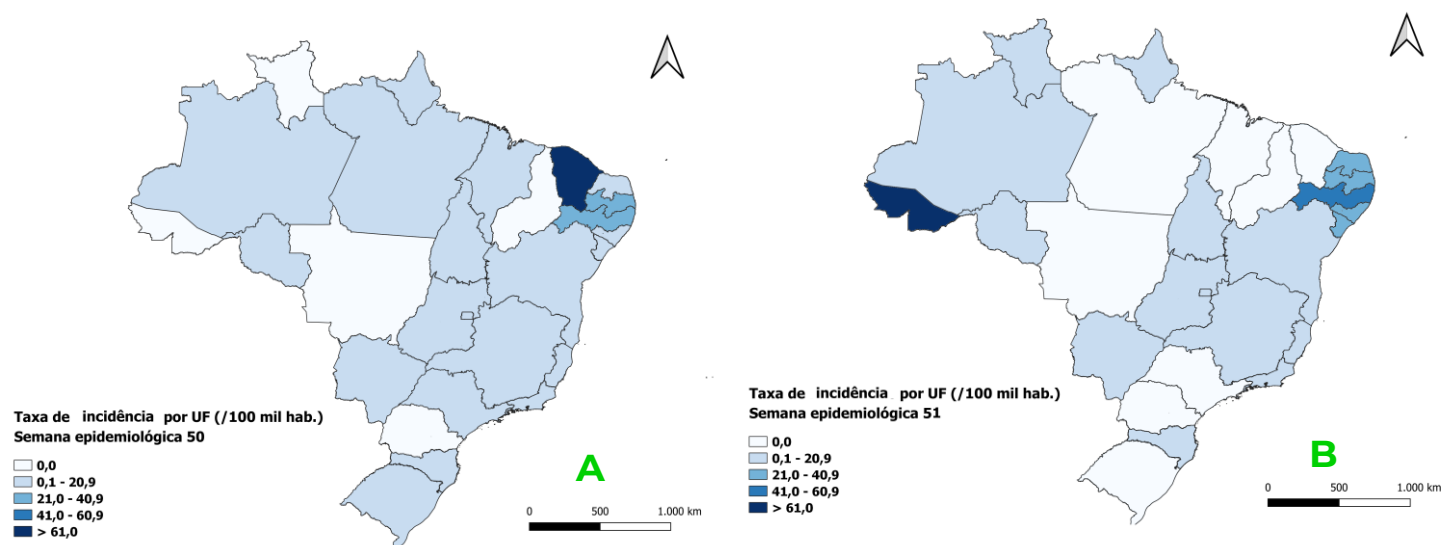 Taxa de incidência por UF (/100 mil hab.)
Semana epidemiológica 50
0,0
0,1 - 20,9
21,0 - 40,9
41,0 - 60,9
> 61,0
A
0 500 1.000 km
Taxa de incidência por UF (/100 mil hab.)
Semana epidemiológica 51
0,0
0,1 - 20,9
21,0 - 40,9
41,0 - 60,9
> 61,0
B
0 500 1.000 km